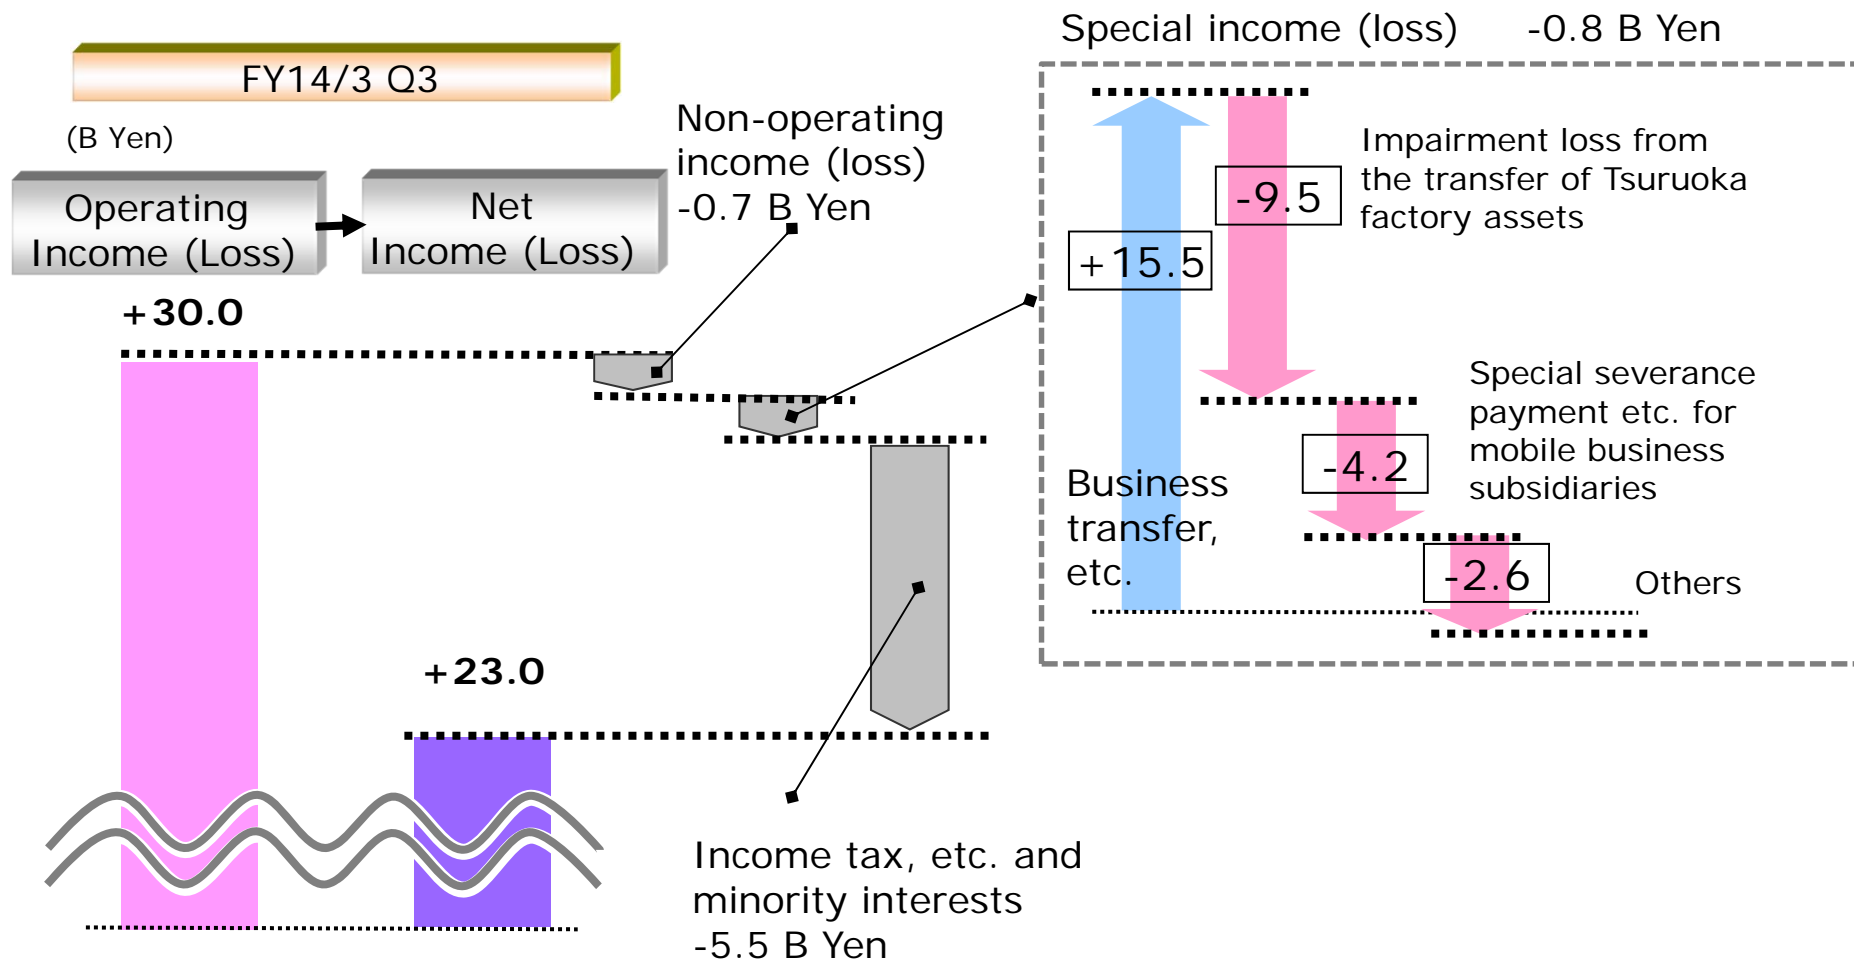 FY14/3 Q3
(B Yen)
Operating
Income (Loss)
Net
Income (Loss)
+30.0
+23.0
Non-operating
income (loss)
-0.7 B Yen
Income tax, etc. and
minority interests
-5.5 B Yen
Special income (loss) -0.8 B Yen
+15.5
Business
transfer,
etc.
-9.5
Impairment loss from
the transfer of Tsuruoka
factory assets
-4.2
Special severance
payment etc. for
mobile business
subsidiaries
-2.6
Others